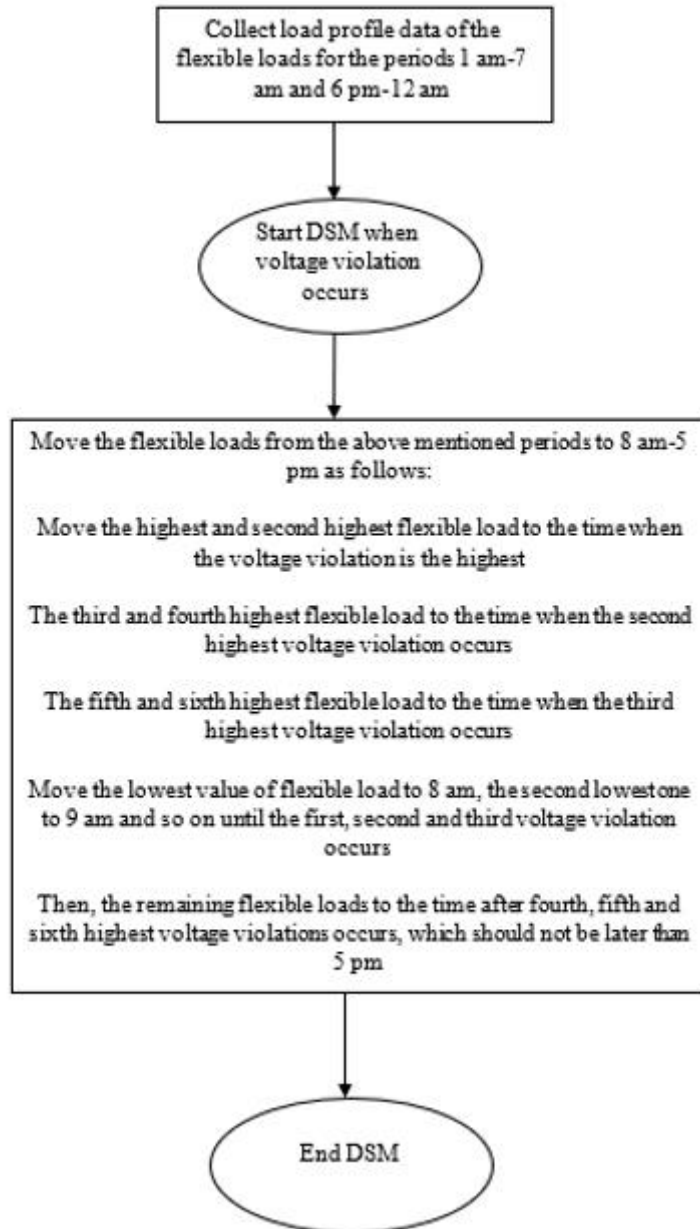 Collect load profile data of the
flexible loads for the periods 1 am-7
am and 6 pm-12 am
Start DSM when
voltage violation
occurs
Move the flexible loads from the above mentioned periods to 8 am-5
pm as follows:
Move the highest and second highest flexible load to the time when
the voltage violation is the highest
The third and fourth highest flexible load to the time when the second
highest voltage violation occurs
The fifth and sixth highest flexible load to the time when the third
highest voltage violation occurs
Move the lowest value of flexible load to 8 am, the second lowest one
to 9 am and so on until the first, second and third voltage violation
occurs
Then, the remaining flexible loads to the time after fourth, fifth and
sixth highest voltage violations occurs, which should not be later than
5 pm
End DSM